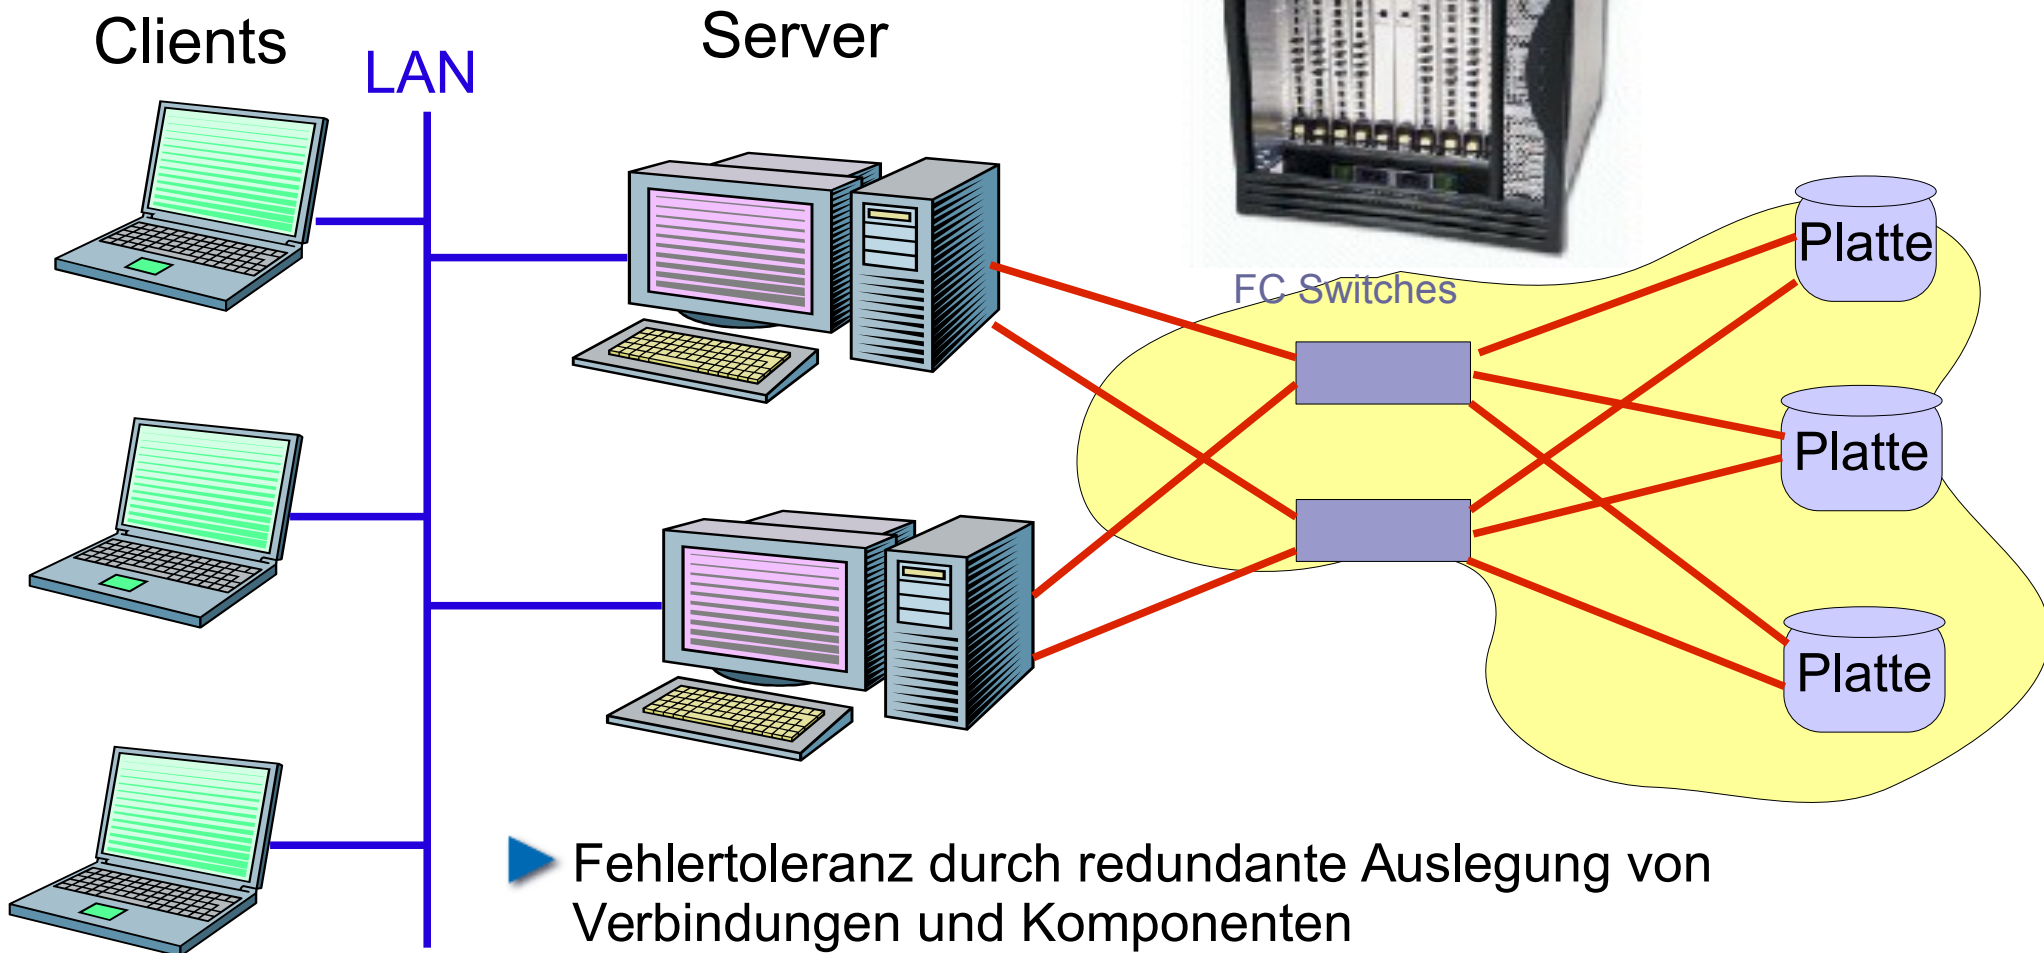 Clients
LAN
Server
FC Switches
Platte
Platte
Platte
Fehlertoleranz durch redundante Auslegung von
Verbindungen und Komponenten